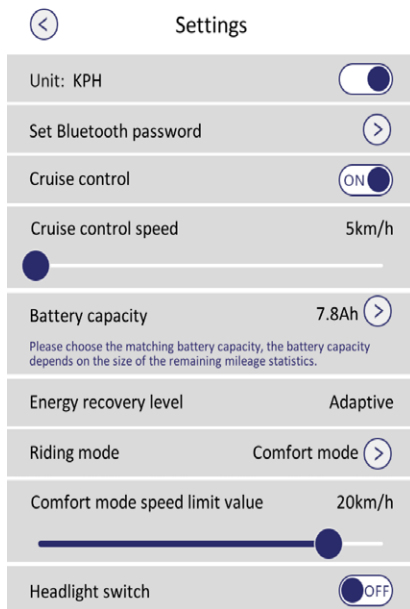 Settings
Unit: KPH
Set Bluetooth password
Cruise control ON
Cruise control speed 5km/h
Battery capacity 7.8Ah
Please choose the matching battery capacity, the battery capacity
depends on the size of the remaining mileage statistics.
Energy recovery level Adaptive
Riding mode Comfort mode
Comfort mode speed limit value 20km/h
Headlight switch OFF